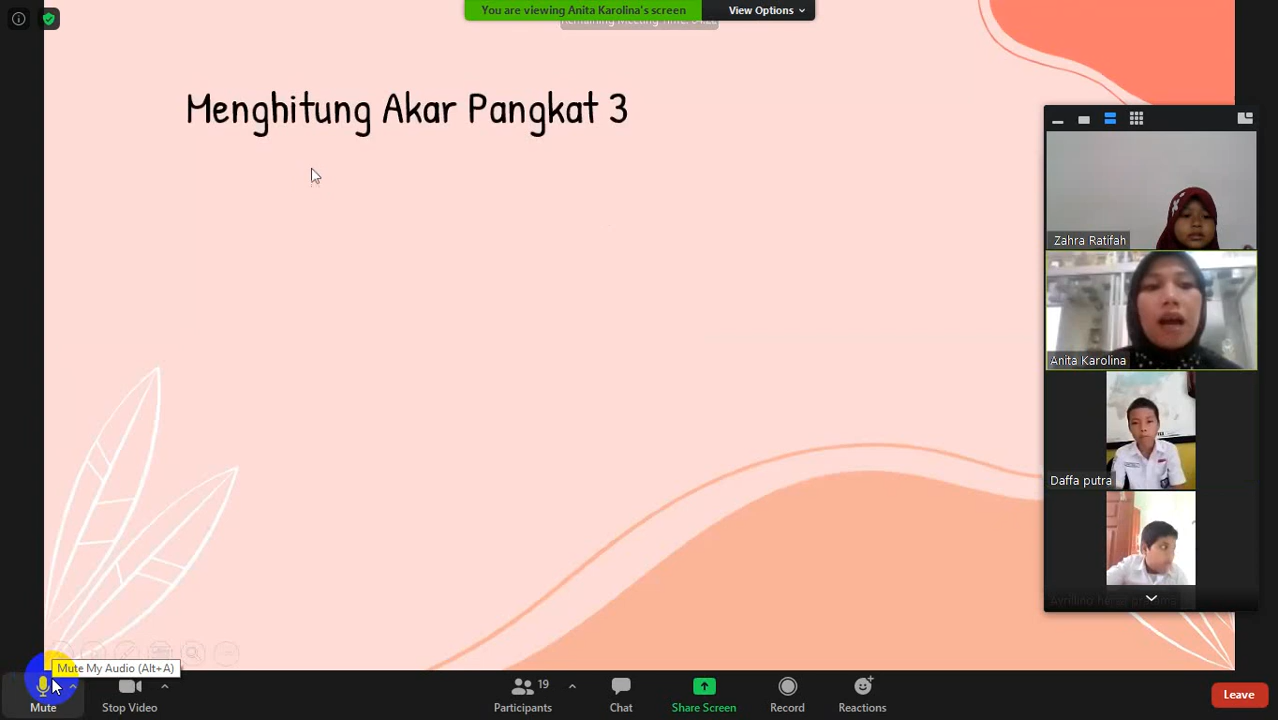 You are viewing Anita Karolina's screen
View Options
Menghitung Akar Pangkat 3
Zahra Ratifah
Anita Karolina
Daffa putra
Mute My Audio (Alt+A)
Mute
Stop Video
19
Participants
Chat
Share Screen
Record
Reactions
Leave